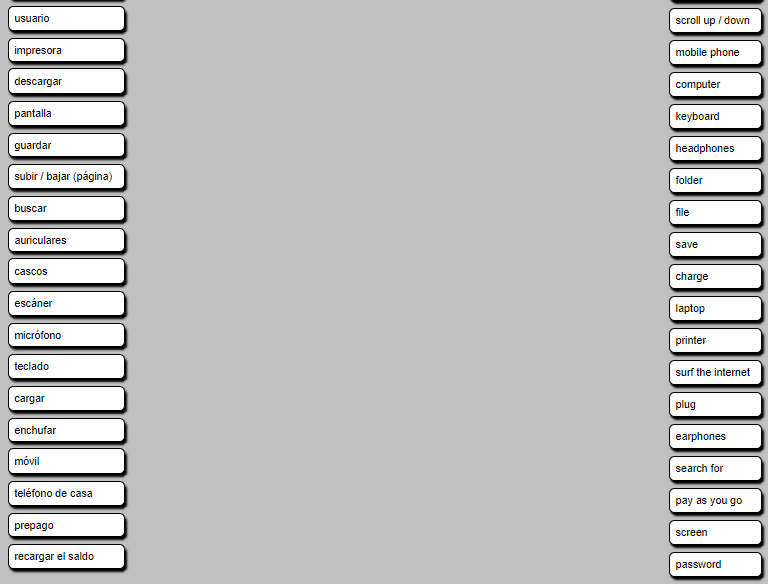 usuario
impresora
descargar
pantalla
guardar
subir / bajar (página)
buscar
auriculares
cascos
escáner
micrófono
teclado
cargar
enchufar
móvil
teléfono de casa
prepago
recargar el saldo
scroll up / down
mobile phone
computer
keyboard
headphones
folder
file
save
charge
laptop
printer
surf the internet
plug
earphones
search for
pay as you go
screen
password